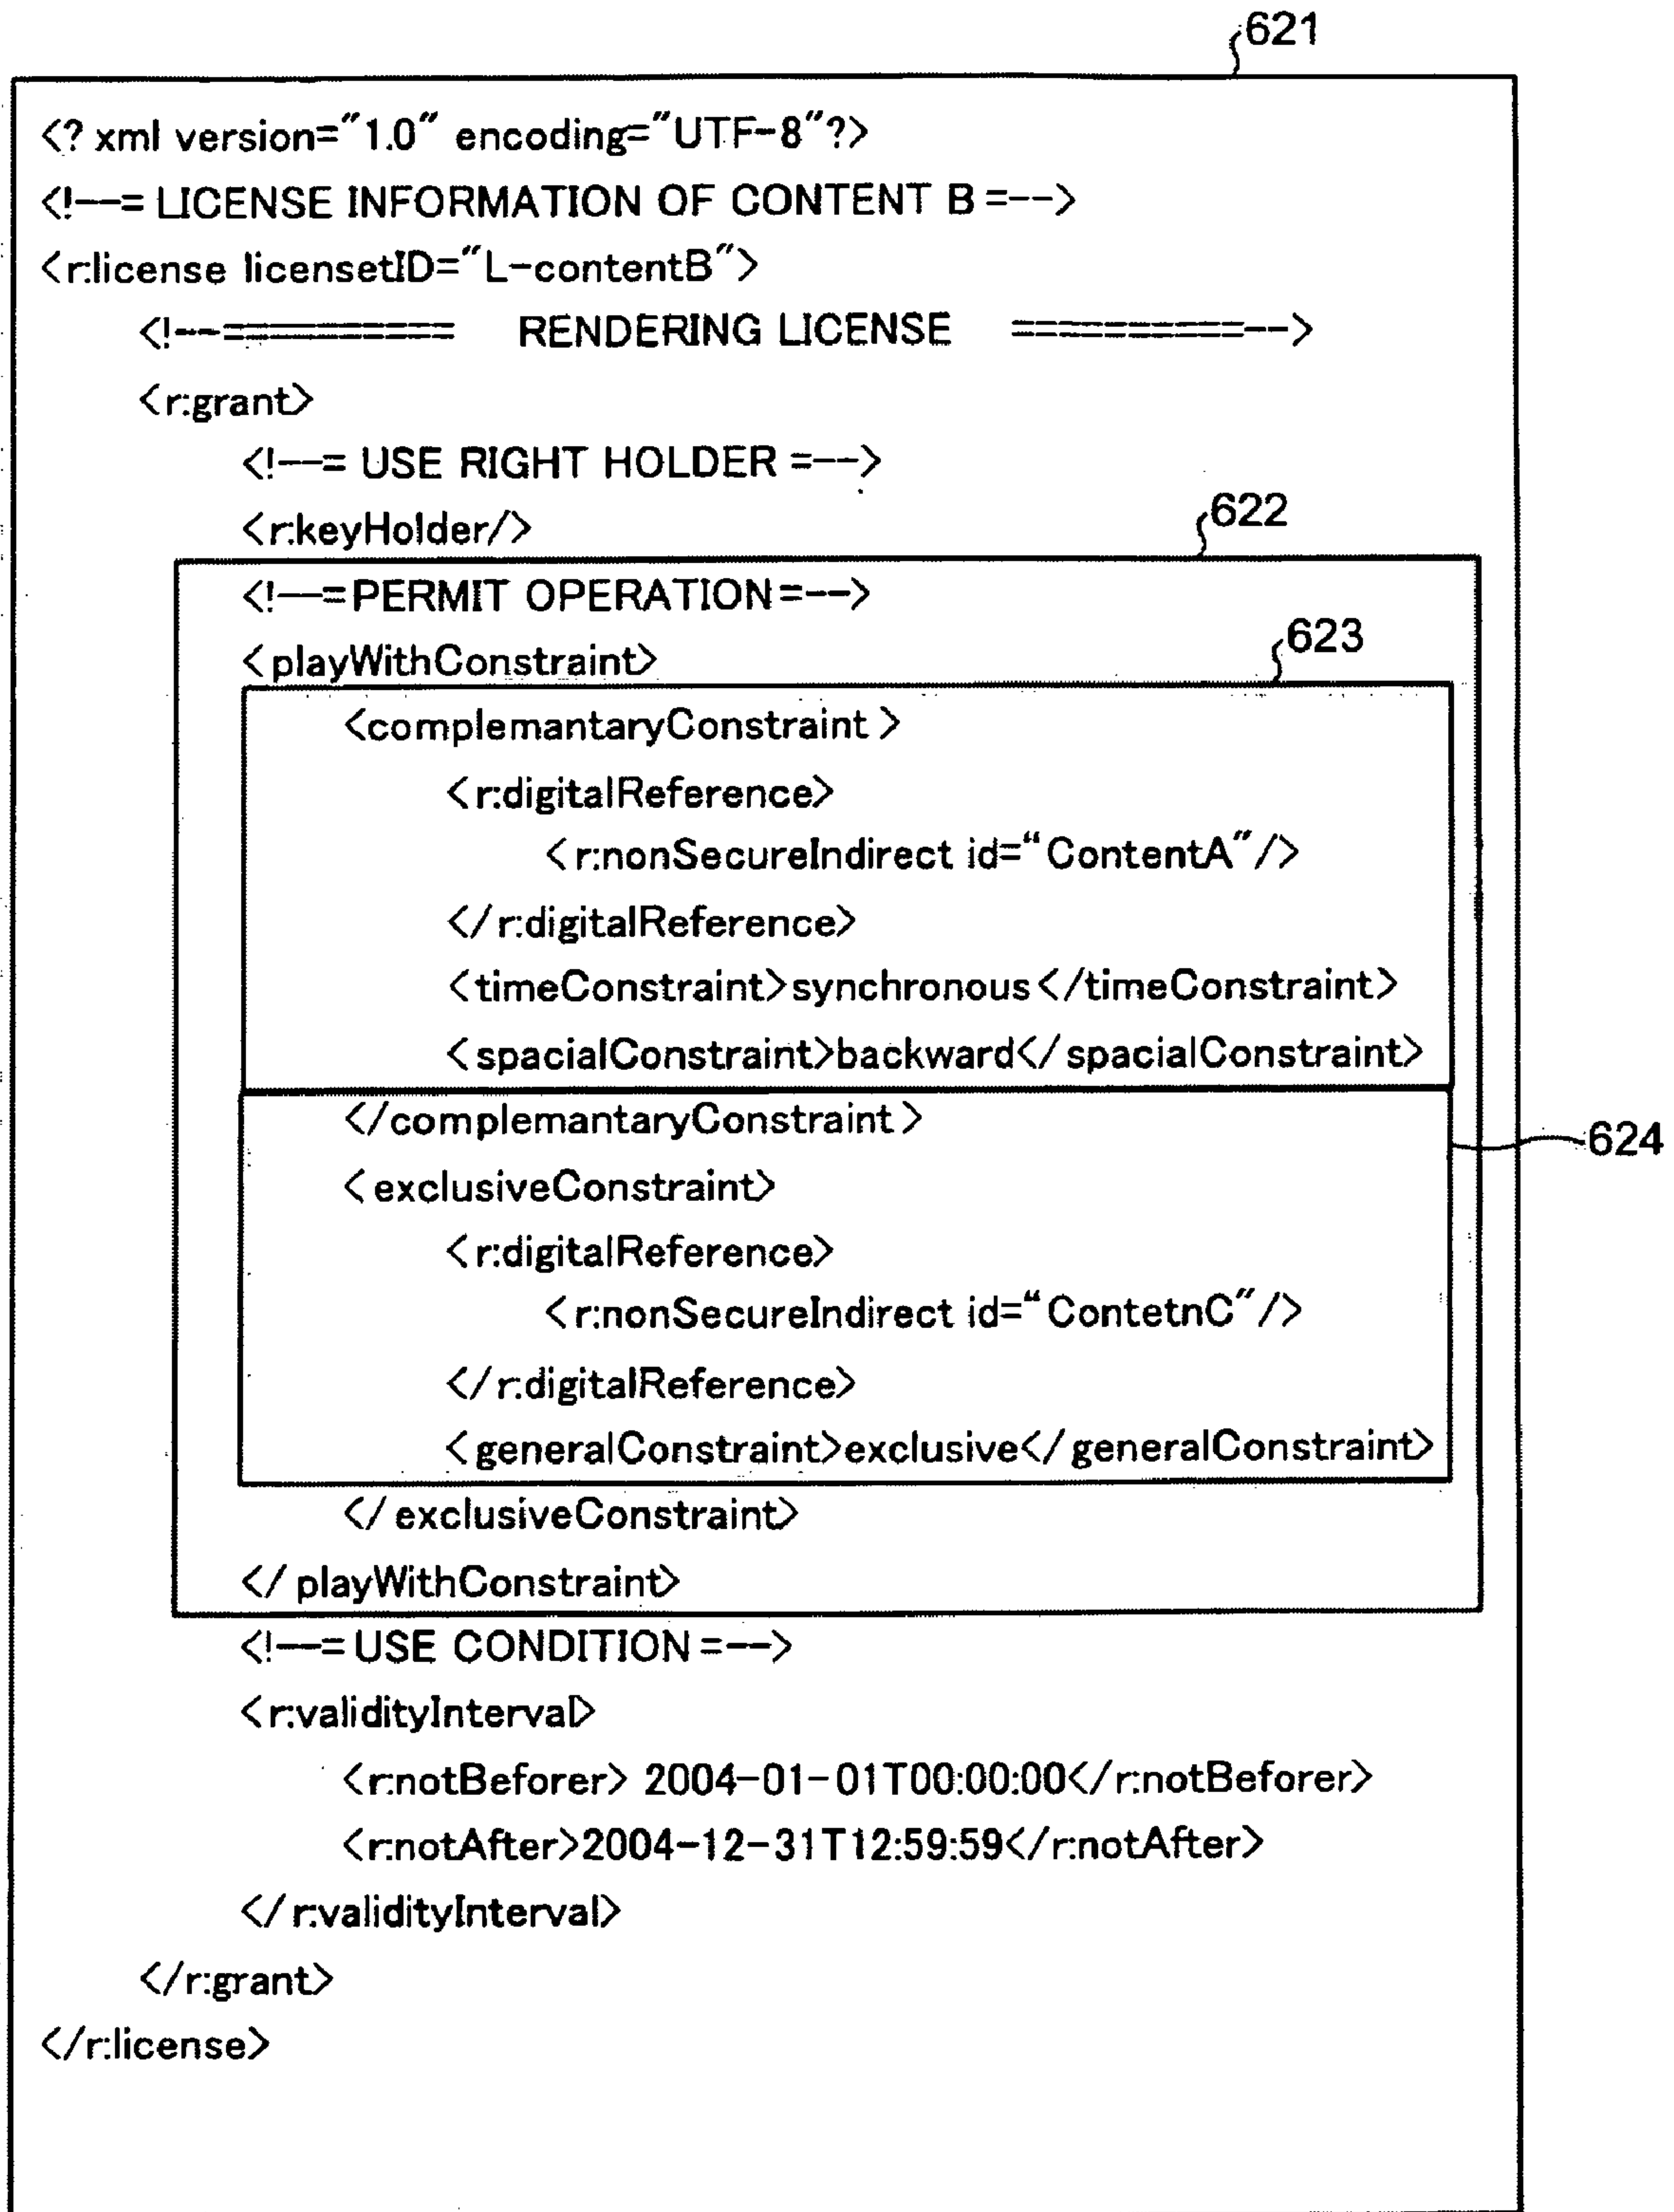 621
<? xml version="1.0" encoding="UTF-8"?>
<!--= LICENSE INFORMATION OF CONTENT B =-->
<r:license licensetID="L-contentB">
<!--========== RENDERING LICENSE ==========-->
<r:grant>
<!--= USE RIGHT HOLDER =-->
<r:keyHolder/>
622
<!--=PERMIT OPERATION=-->
<playWithConstraint>
623
<complemantaryConstraint >
<r:digitalReference>
<r:nonSecureIndirect id="ContentA"/>
</r:digitalReference>
<timeConstraint>synchronous</timeConstraint>
<spacialConstraint>backward</spacialConstraint>
</complemantaryConstraint >
624
<exclusiveConstraint>
<r:digitalReference>
<r:nonSecureIndirect id="ContetnC"/>
</r:digitalReference>
<generalConstraint>exclusive</generalConstraint>
</exclusiveConstraint>
</playWithConstraint>
<!--=USE CONDITION=-->
<r:validityInterval>
<r:notBeforer> 2004-01-01T00:00:00</r:notBeforer>
<r:notAfter>2004-12-31T12:59:59</r:notAfter>
</r:validityInterval>
</r:grant>
</r:license>